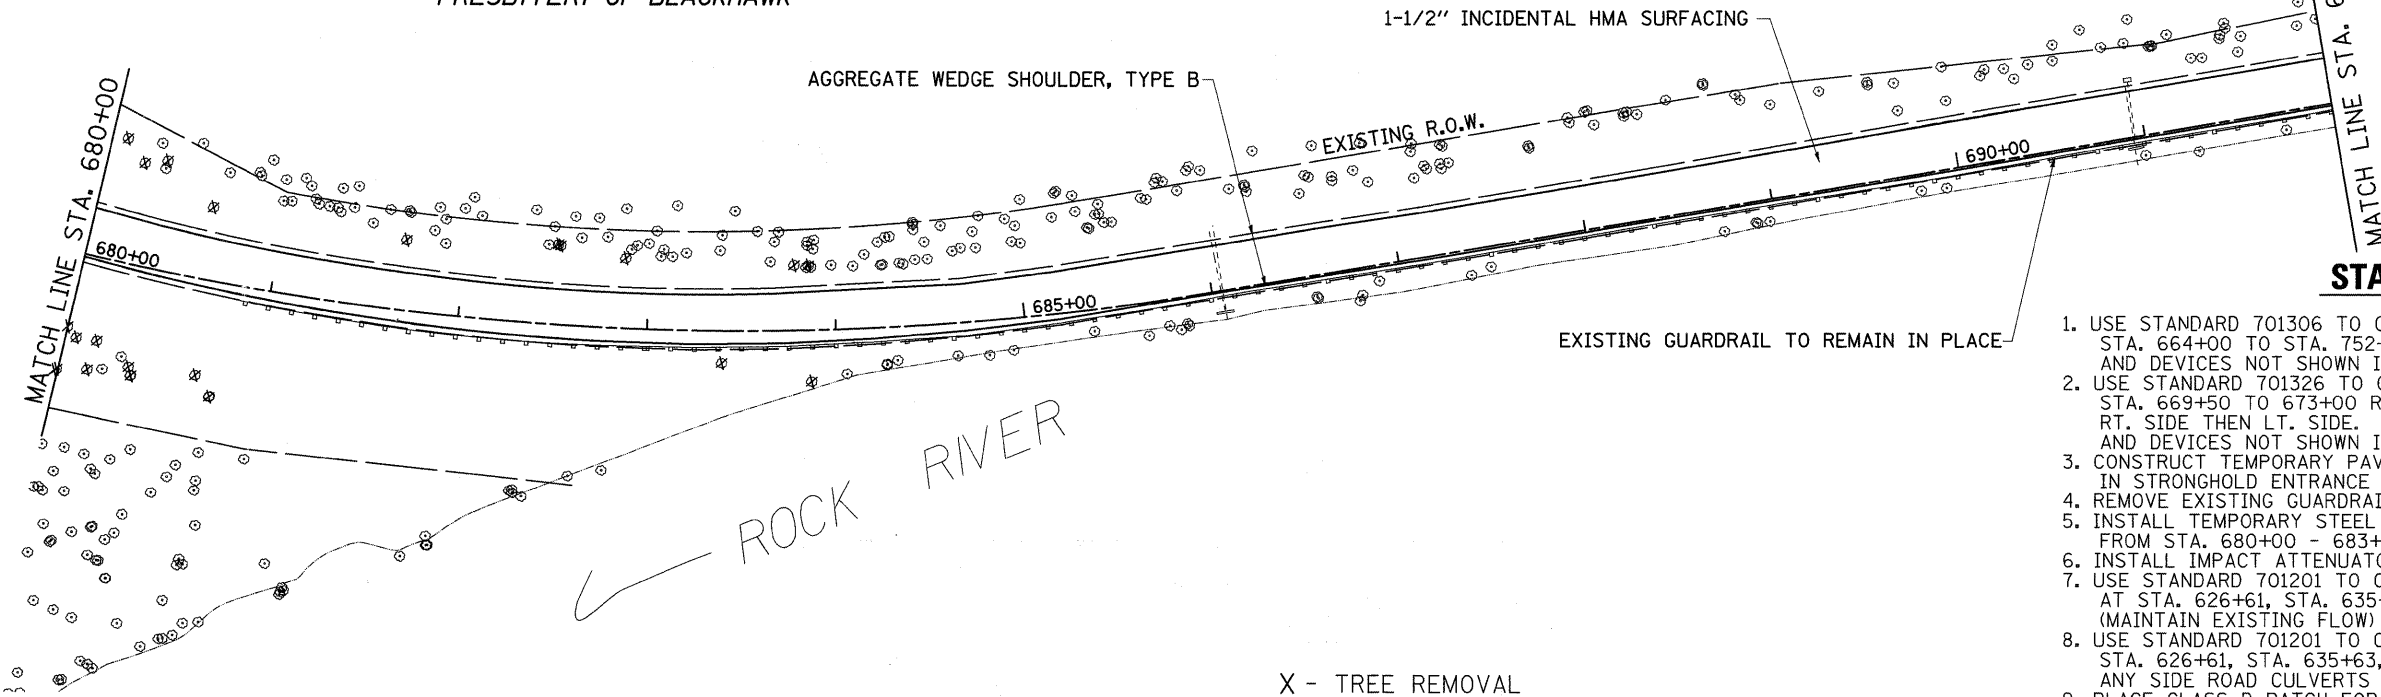 PRESBYTERY OF BLACKHAWK
1-1/2" INCIDENTAL HMA SURFACING
AGGREGATE WEDGE SHOULDER, TYPE B
MATCH LINE STA. 680+00
EXISTING R.O.W.
MATCH LINE STA. 6
680+00
685+00
690+00
EXISTING GUARDRAIL TO REMAIN IN PLACE
ROCK RIVER
X - TREE REMOVAL
STA
1. USE STANDARD 701306 TO
STA. 664+00 TO STA. 752
AND DEVICES NOT SHOWN
2. USE STANDARD 701326 TO
STA. 669+50 TO 673+00
RT. SIDE THEN LT. SIDE.
AND DEVICES NOT SHOWN
3. CONSTRUCT TEMPORARY PAV
IN STRONGHOLD ENTRANCE
4. REMOVE EXISTING GUARDRAI
5. INSTALL TEMPORARY STEEL
FROM STA. 680+00 - 683+
6. INSTALL IMPACT ATTENUATO
7. USE STANDARD 701201 TO
AT STA. 626+61, STA. 635
(MAINTAIN EXISTING FLOW)
8. USE STANDARD 701201 TO
STA. 626+61, STA. 635+63,
ANY SIDE ROAD CULVERTS